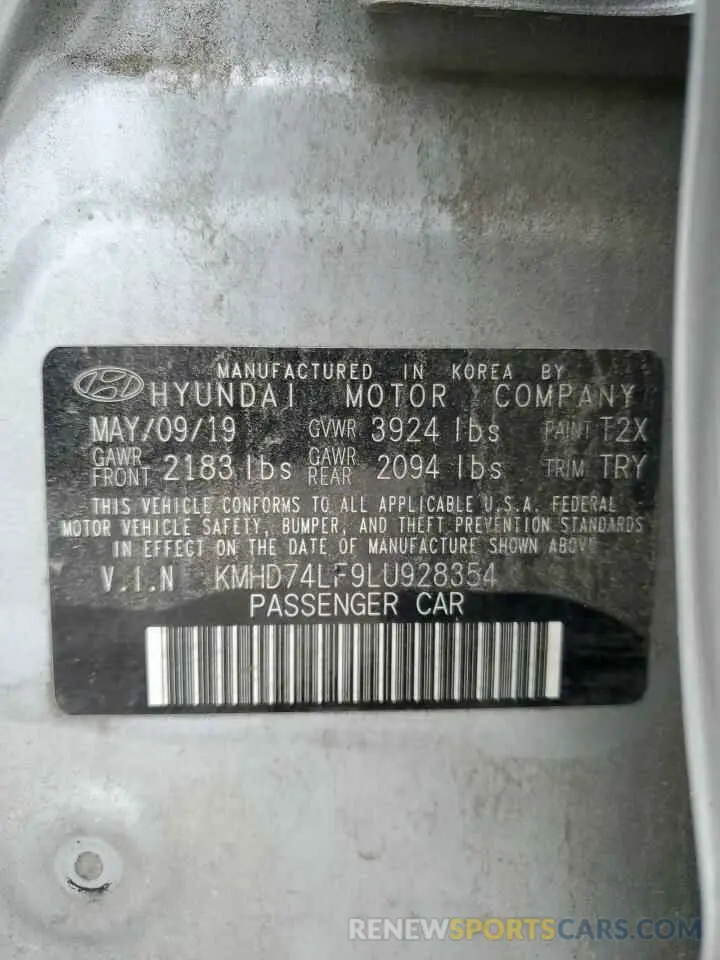 MANUFACTURED IN KOREA BY
HYUNDAI MOTOR COMPANY
MAY/09/19 GVWR 3924 lbs PAINT T2X
GAWR FRONT 2183 lbs GAWR REAR 2094 lbs TRIM TRY
THIS VEHICLE CONFORMS TO ALL APPLICABLE U.S.A. FEDERAL
MOTOR VEHICLE SAFETY, BUMPER, AND THEFT PREVENTION STANDARDS
IN EFFECT ON THE DATE OF MANUFACTURE SHOWN ABOVE
V.I.N KMHD74LF9LU928354
PASSENGER CAR
RENEWSPORTSCARS.COM